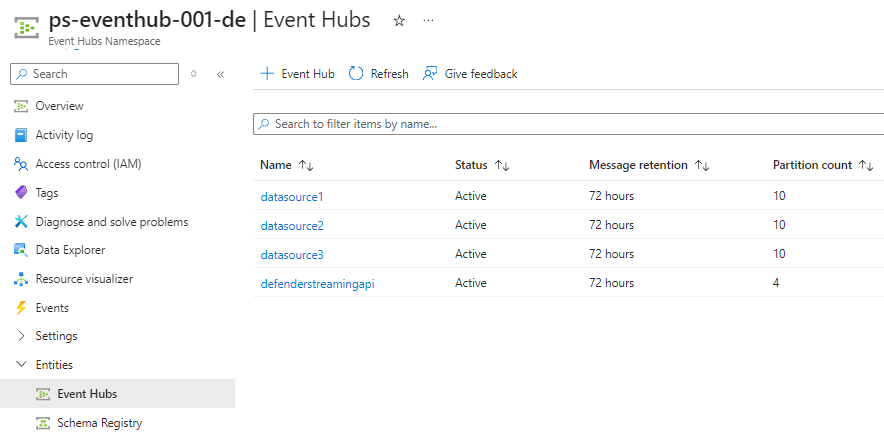 ps-eventhub-001-de | Event Hubs
Event Hubs Namespace
Search
Event Hub Refresh Give feedback
Overview
Activity log
Access control (IAM)
Tags
Diagnose and solve problems
Data Explorer
Resource visualizer
Events
Settings
Entities
Event Hubs
Schema Registry
Search to filter items by name...
Name Status Message retention Partition count
datasource1 Active 72 hours 10
datasource2 Active 72 hours 10
datasource3 Active 72 hours 10
defenderstreamingapi Active 72 hours 4